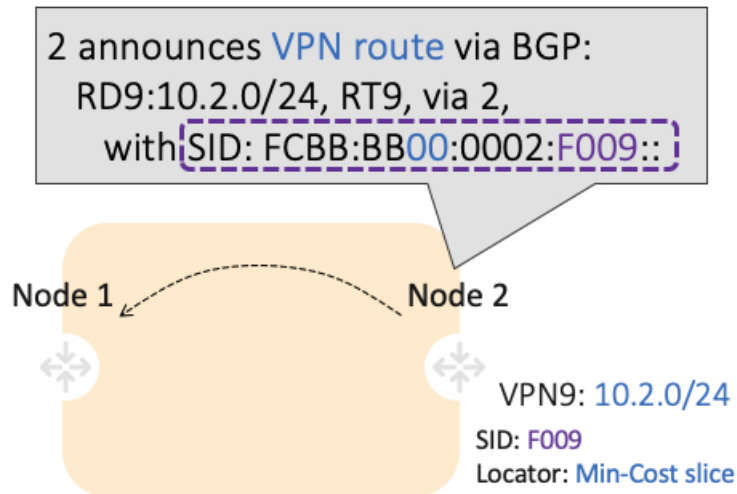 2 announces VPN route via BGP:
RD9:10.2.0/24, RT9, via 2,
with SID: FCBB:BB00:0002:F009::
Node 1
Node 2
VPN9: 10.2.0/24
SID: F009
Locator: Min-Cost slice